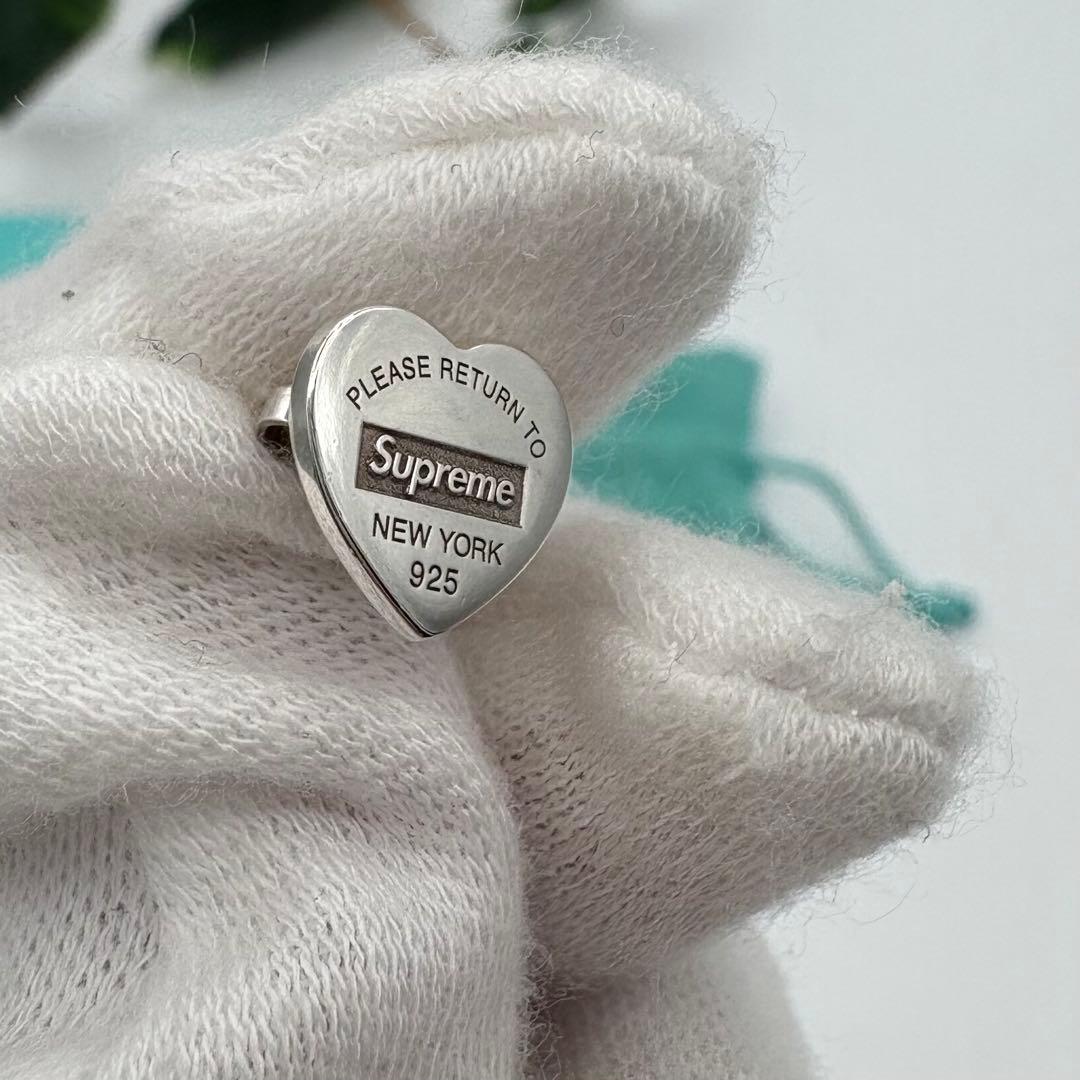 PLEASE RETURN TO
Supreme
NEW YORK
925